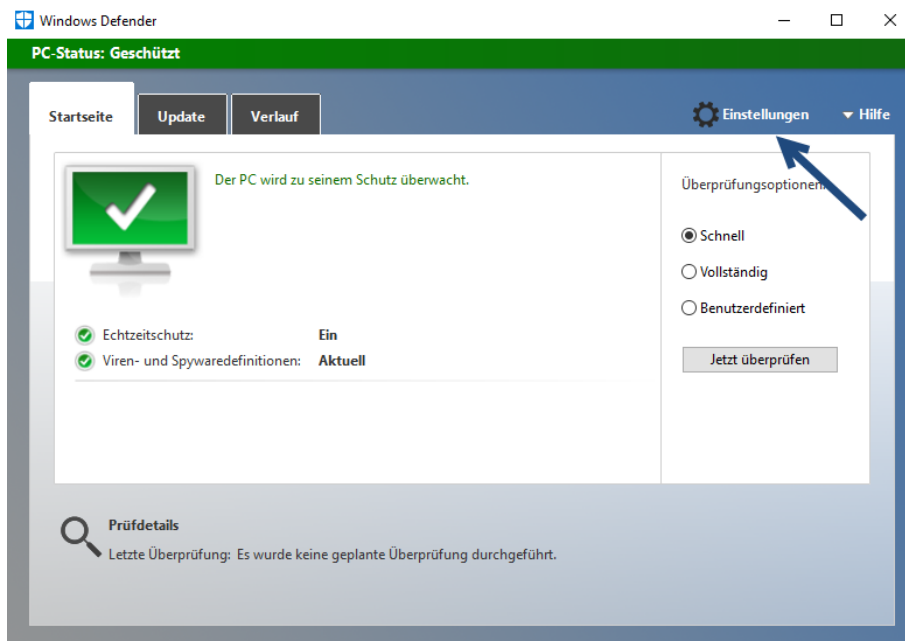 Windows Defender
PC-Status: Geschützt
Startseite
Update
Verlauf
Einstellungen
Hilfe
Der PC wird zu seinem Schutz überwacht.
Echtzeitschutz: Ein
Viren- und Spywaredefinitionen: Aktuell
Überprüfungsoptionen:
Schnell
Vollständig
Benutzerdefiniert
Jetzt überprüfen
Prüfdetails
Letzte Überprüfung: Es wurde keine geplante Überprüfung durchgeführt.